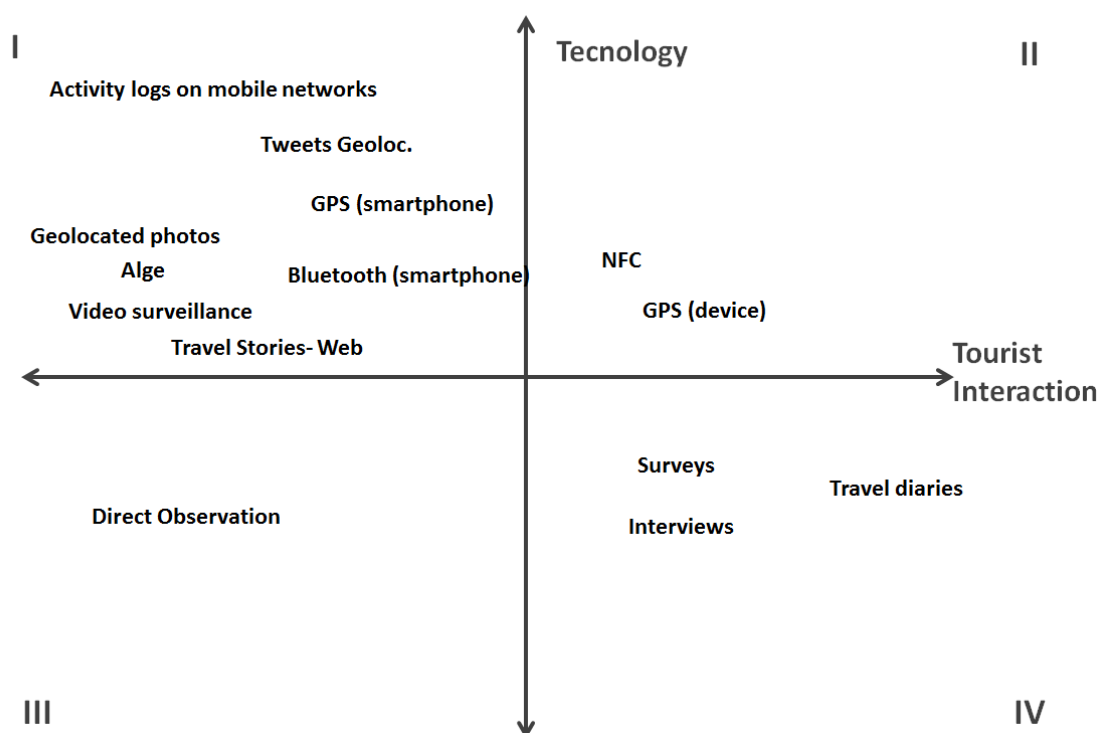 I
Tecnology
II
Activity logs on mobile networks
Tweets Geoloc.
GPS (smartphone)
Geolocated photos
NFC
Alge
Bluetooth (smartphone)
Video surveillance
GPS (device)
Travel Stories- Web
Tourist
Interaction
Surveys
Travel diaries
Direct Observation
Interviews
III
IV